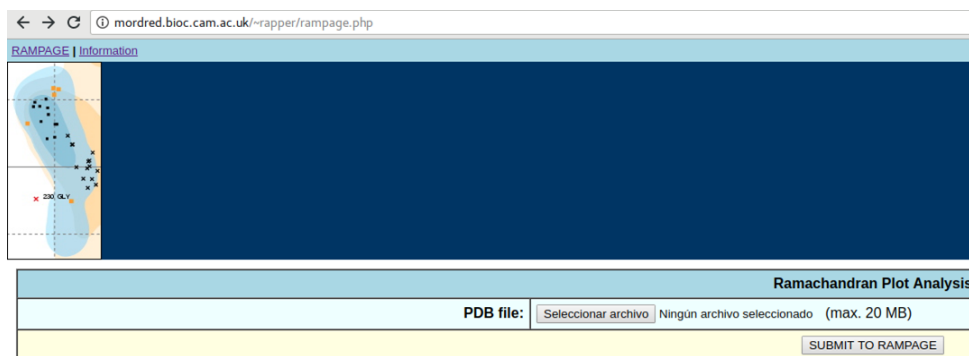 mordred.bioc.cam.ac.uk/~rapper/rampage.php
RAMPAGE | Information
230 GLY
Ramachandran Plot Analysis
PDB file: Seleccionar archivo Ningún archivo seleccionado (max. 20 MB)
SUBMIT TO RAMPAGE